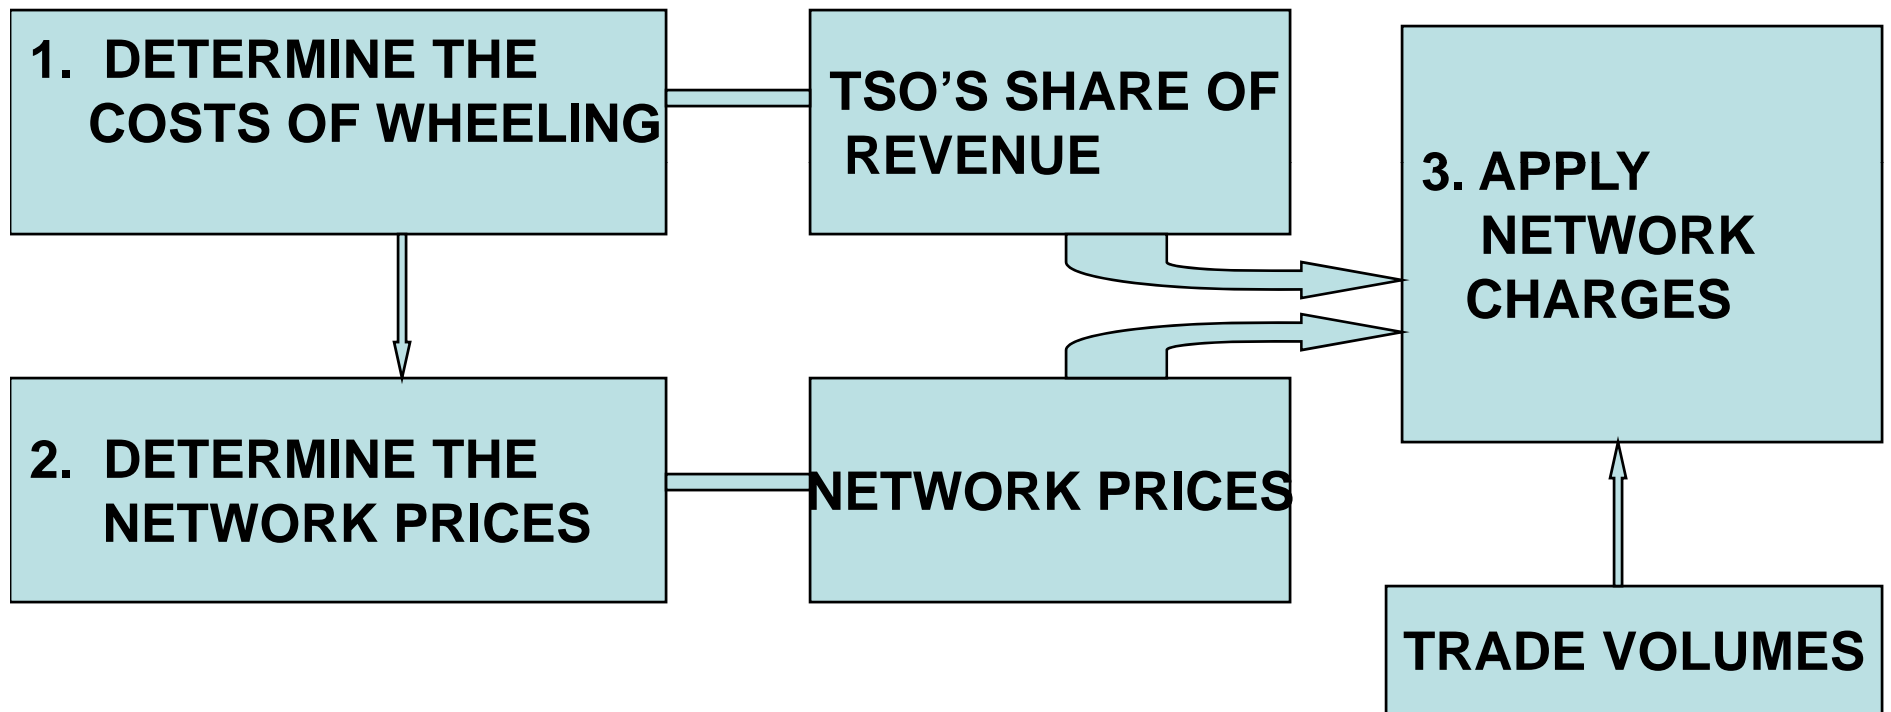 1. DETERMINE THE
COSTS OF WHEELING
TSO’S SHARE OF
REVENUE
3. APPLY
NETWORK
CHARGES
2. DETERMINE THE
NETWORK PRICES
NETWORK PRICES
TRADE VOLUMES